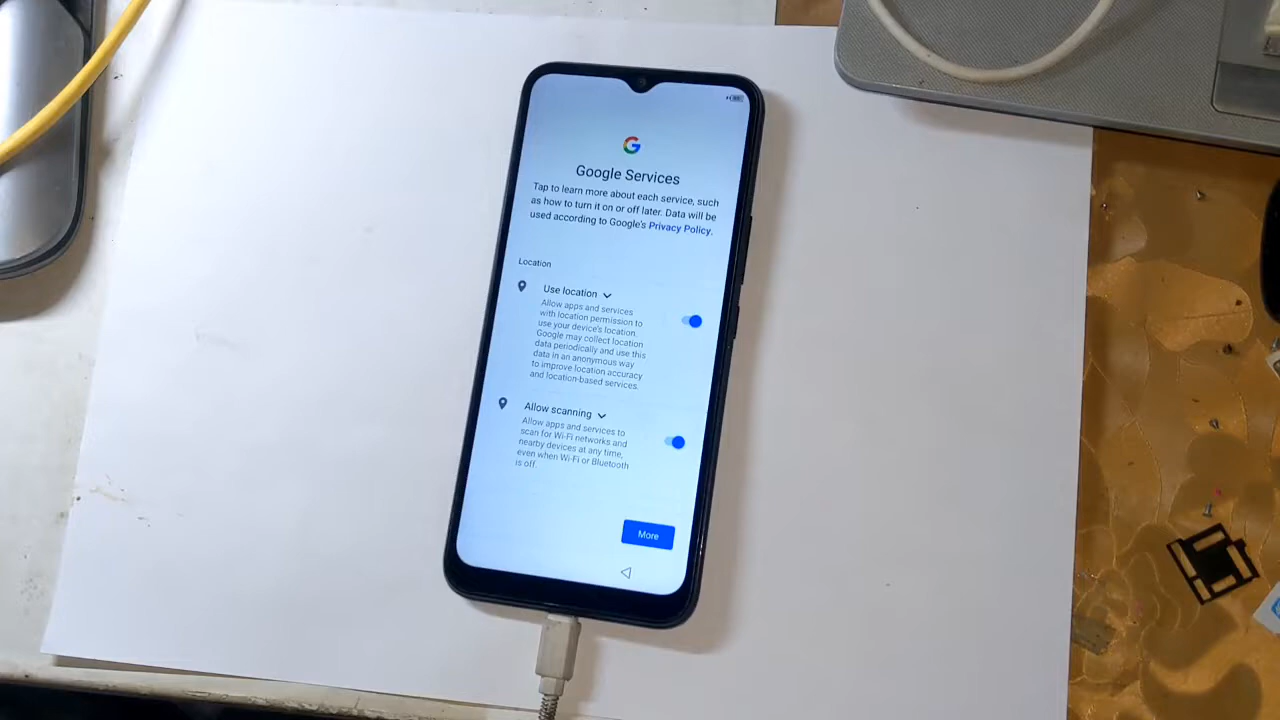 Google Services
Tap to learn more about each service, such
as how to turn it on or off later. Data will be
used according to Google's Privacy Policy.
Location
Use location
Allow apps and services
with location permission to
use your device's location.
Google may collect location
data periodically and use this
data in an anonymous way
to improve location accuracy
and location-based services.
Allow scanning
Allow apps and services to
scan for Wi-Fi networks and
nearby devices at any time,
even when Wi-Fi or Bluetooth
is off.
More